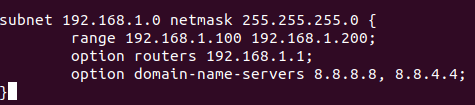 subnet 192.168.1.0 netmask 255.255.255.0 {
        range 192.168.1.100 192.168.1.200;
        option routers 192.168.1.1;
        option domain-name-servers 8.8.8.8, 8.8.4.4;
}